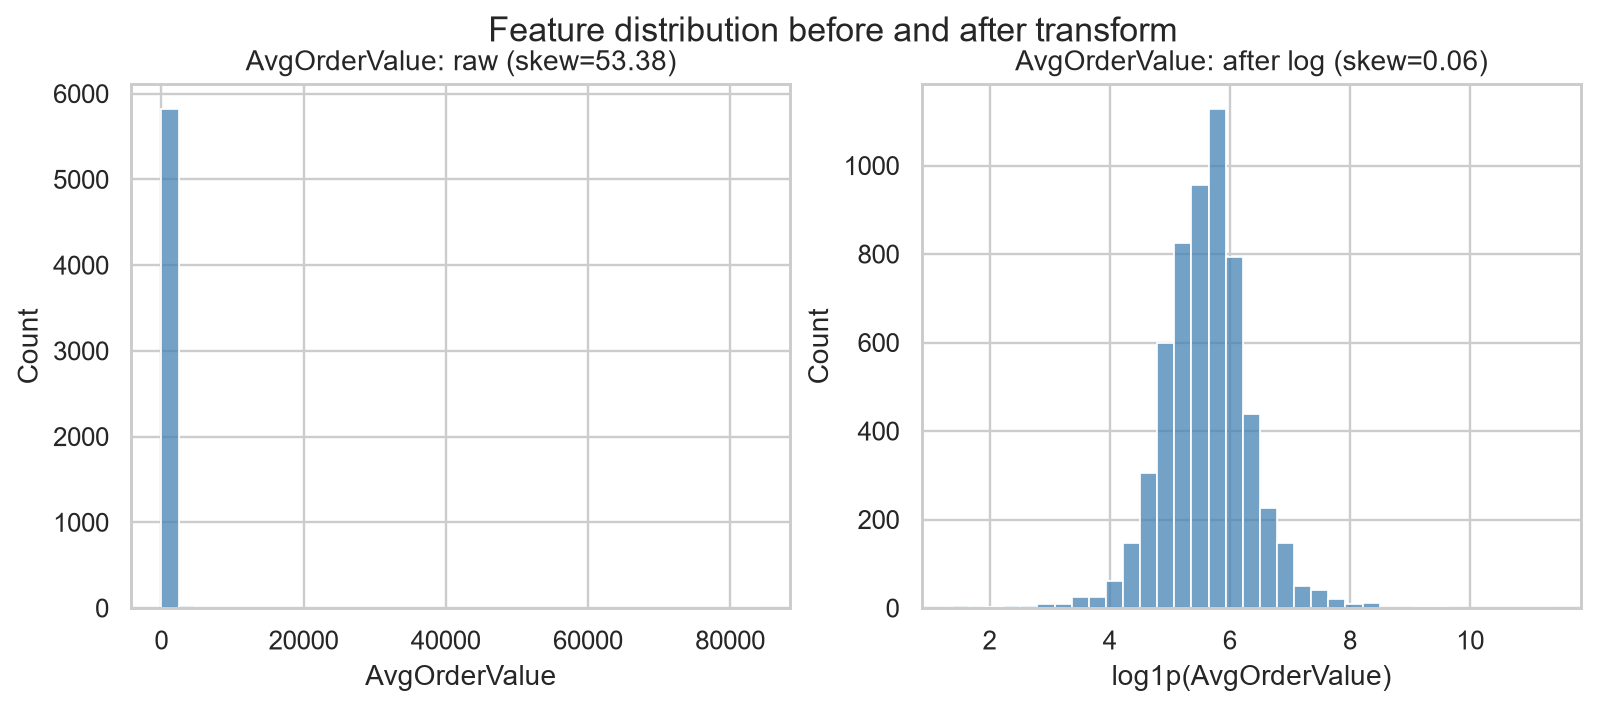 Feature distribution before and after transform
AvgOrderValue: raw (skew=53.38)
6000
5000
4000
3000
2000
1000
0
Count
0 20000 40000 60000 80000
AvgOrderValue
AvgOrderValue: after log (skew=0.06)
1000
800
600
400
200
0
Count
2 4 6 8 10
log1p(AvgOrderValue)